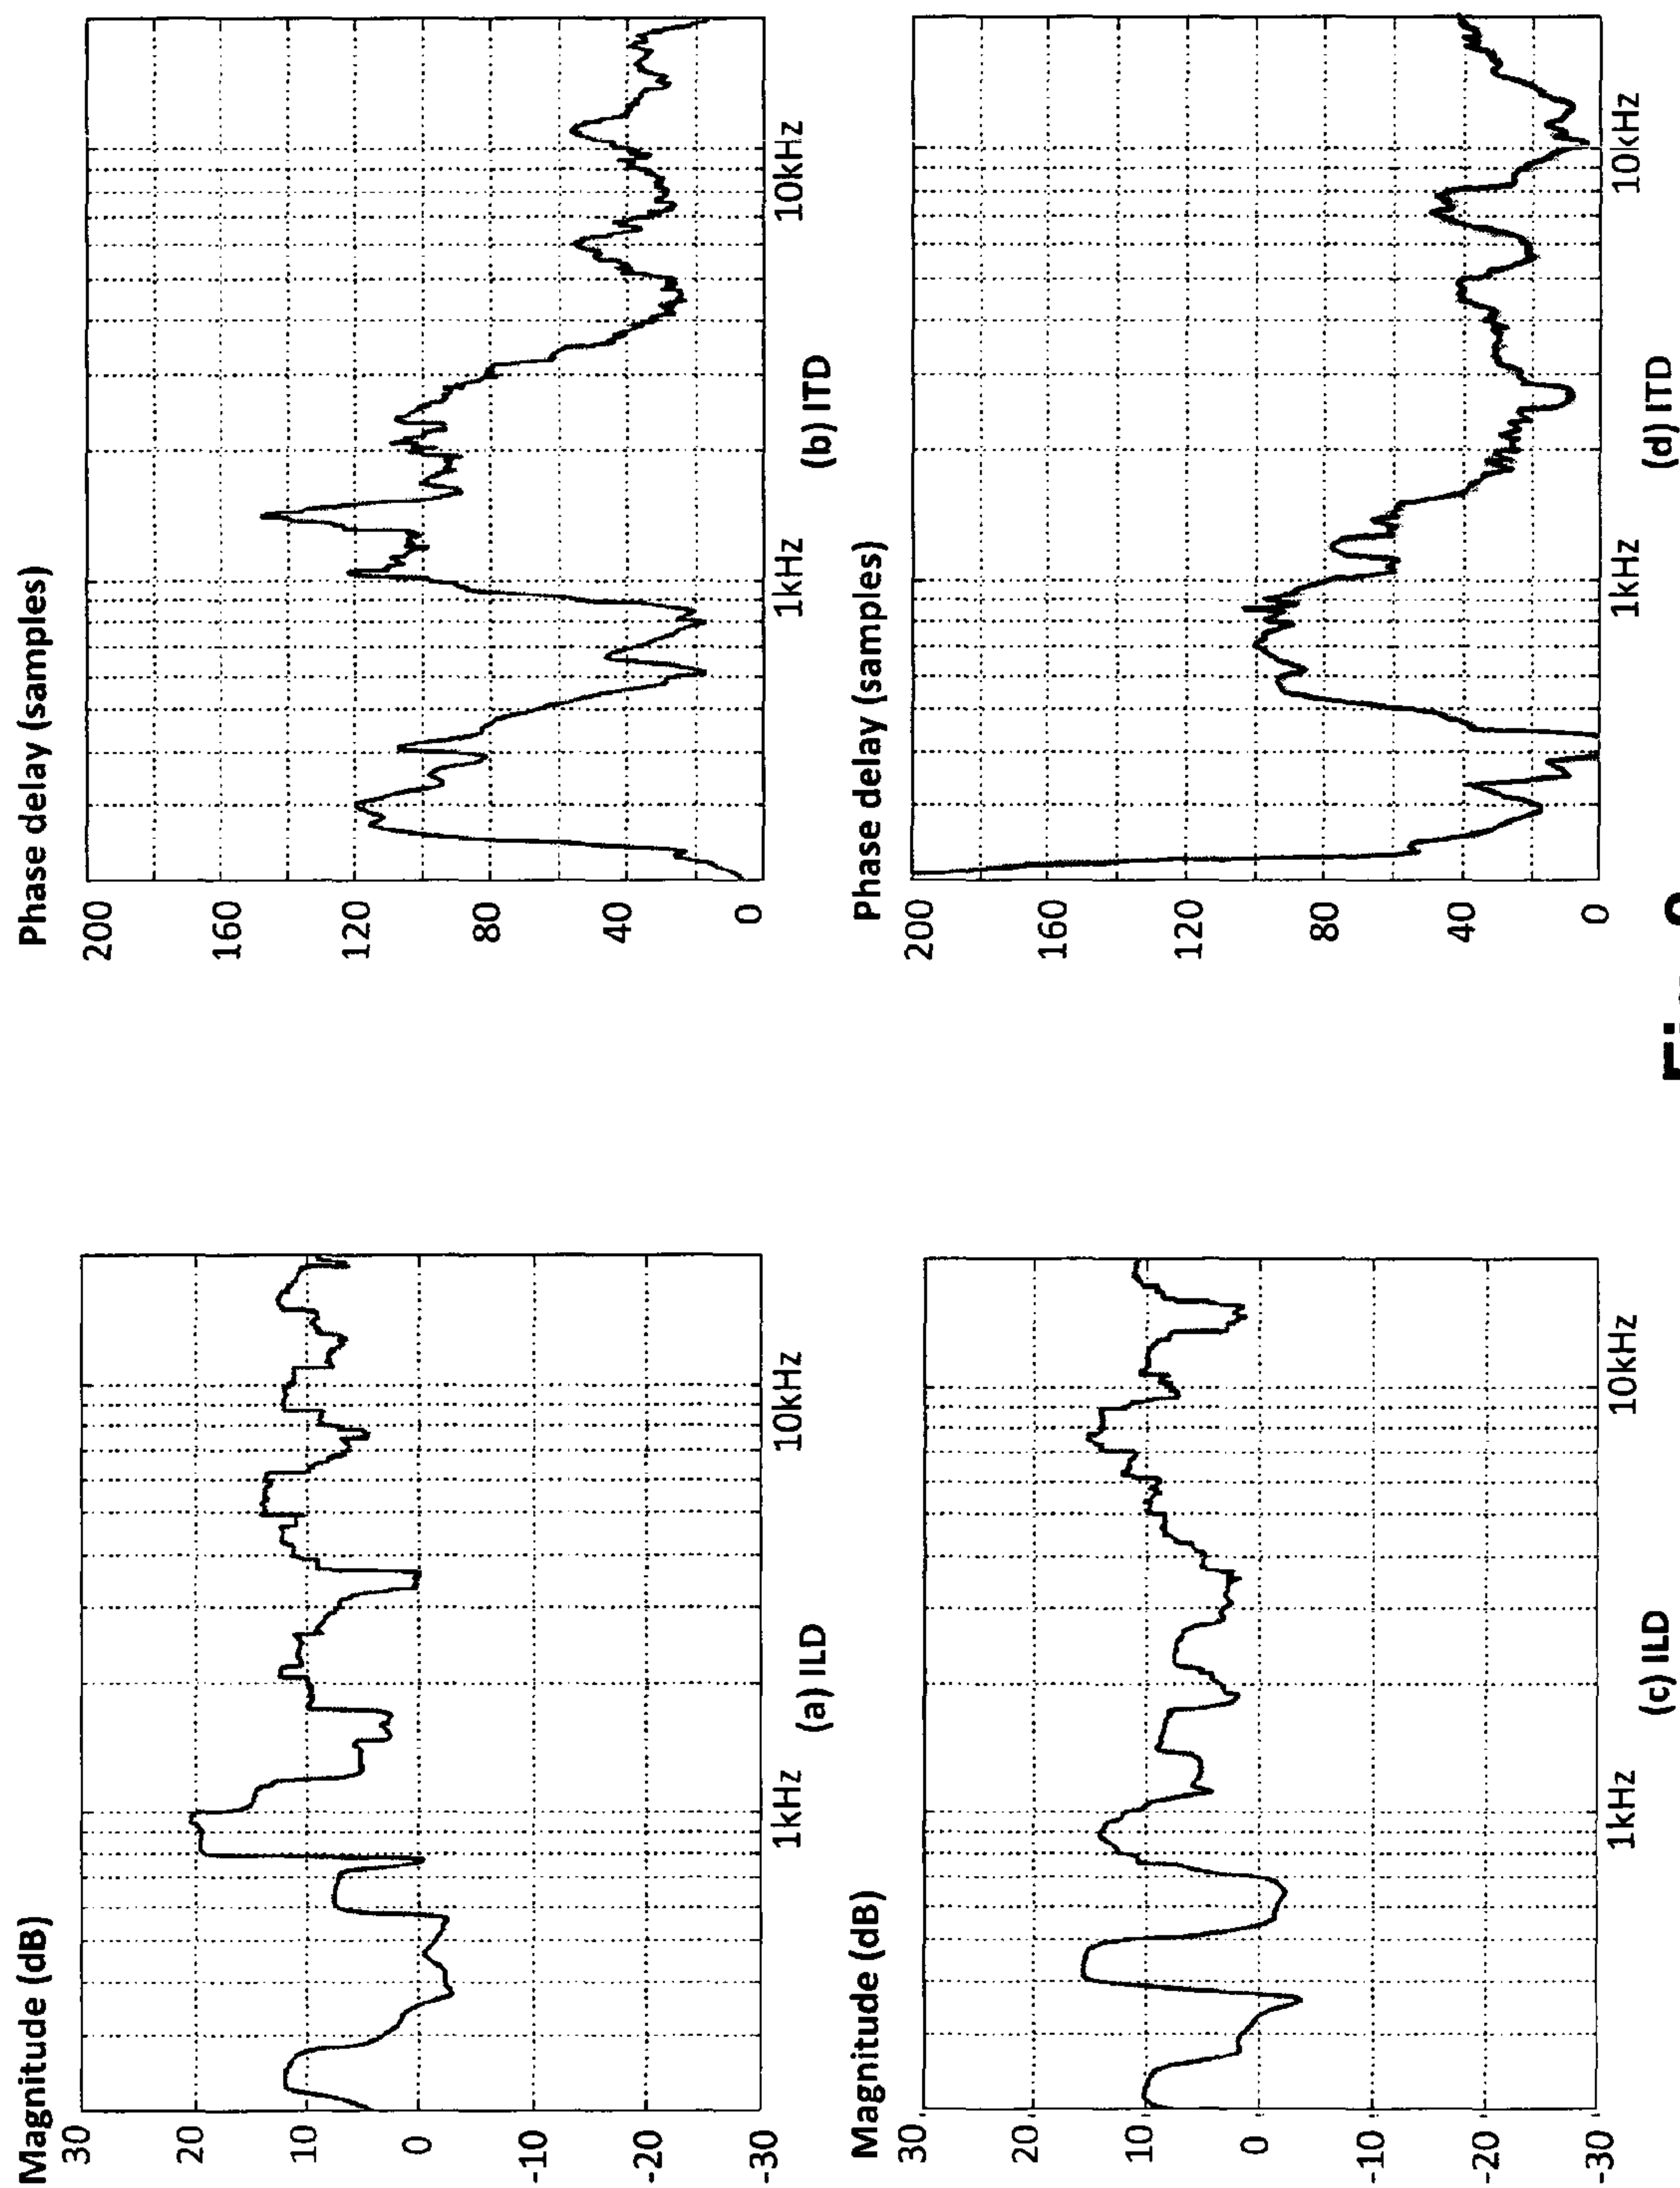 Magnitude (dB)
30
20
10
0
-10
-20
-30
1kHz
10kHz
(a) ILD
Phase delay (samples)
200
160
120
80
40
0
1kHz
10kHz
(b) ITD
Magnitude (dB)
30
20
10
0
-10
-20
-30
1kHz
10kHz
(c) ILD
Phase delay (samples)
200
160
120
80
40
0
1kHz
10kHz
(d) ITD